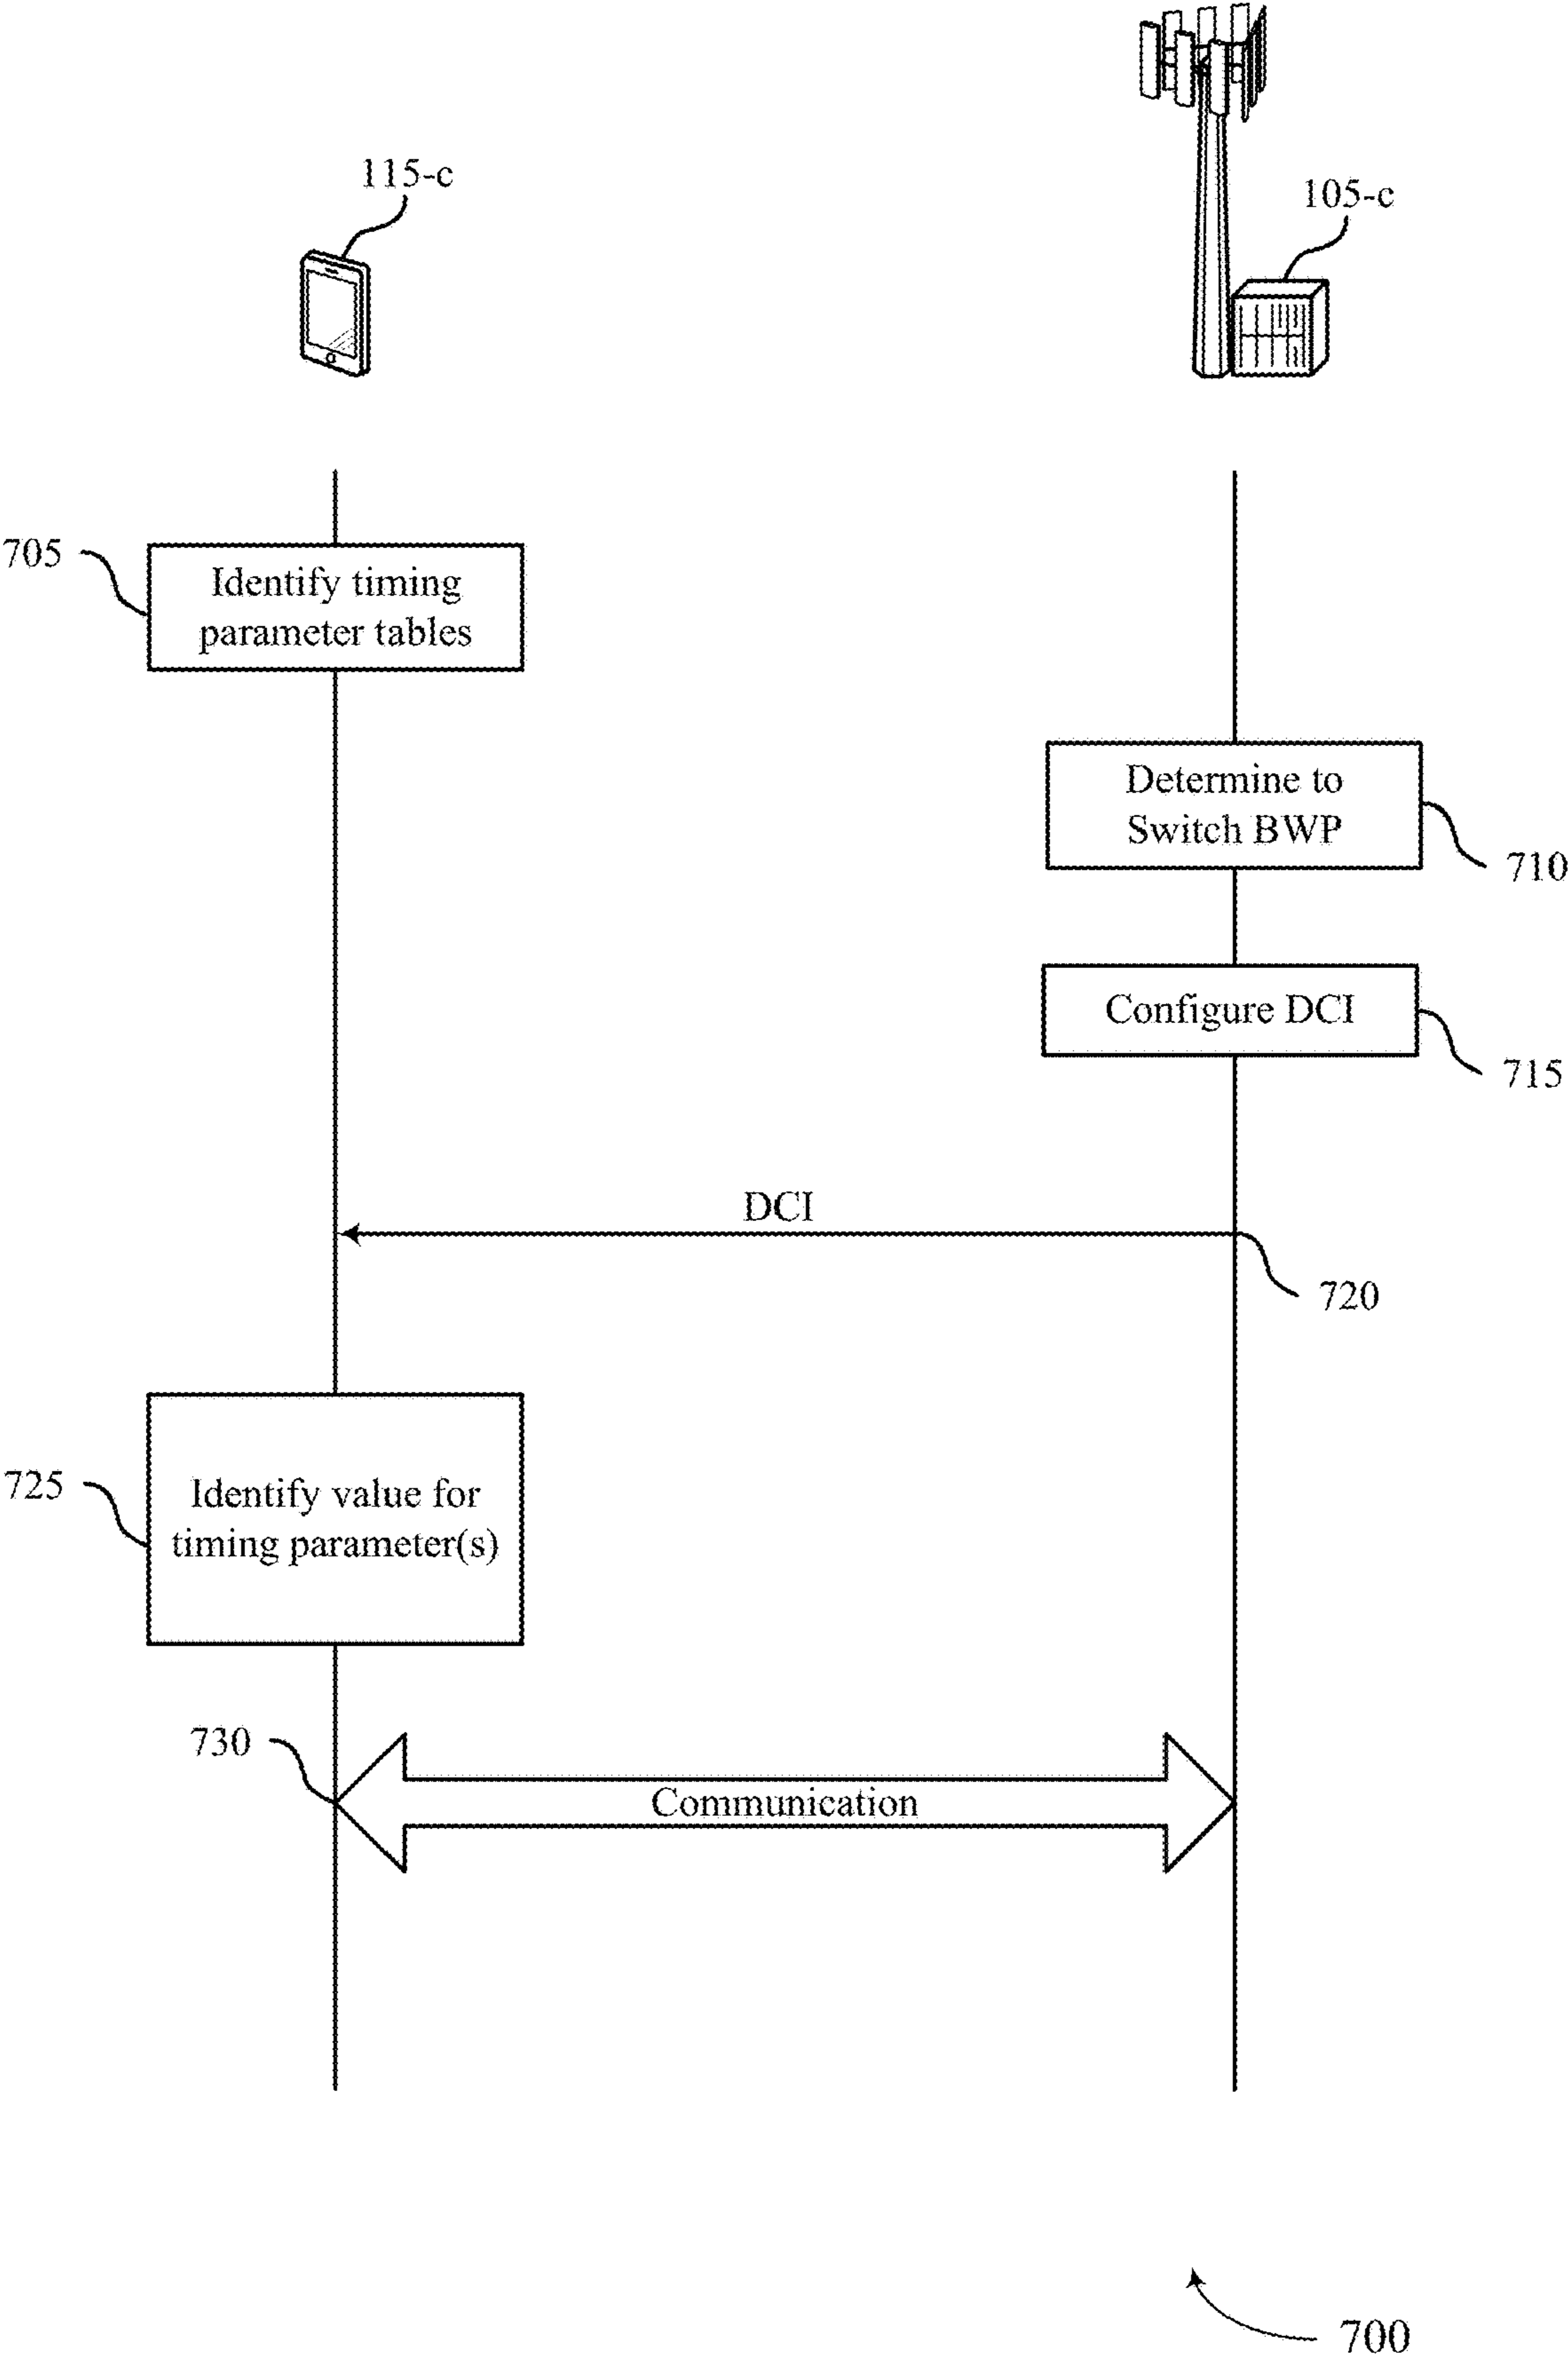 115-c
105-c
705
Identify timing
parameter tables
Determine to
Switch BWP
710
Configure DCI
715
DCI
720
725
Identify value for
timing parameter(s)
730
Communication
700